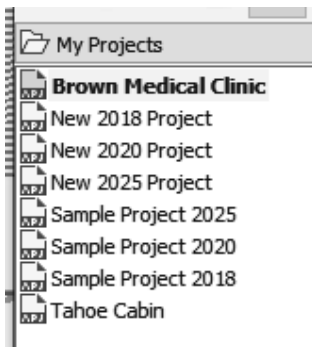 My Projects
Brown Medical Clinic
New 2018 Project
New 2020 Project
New 2025 Project
Sample Project 2025
Sample Project 2020
Sample Project 2018
Tahoe Cabin